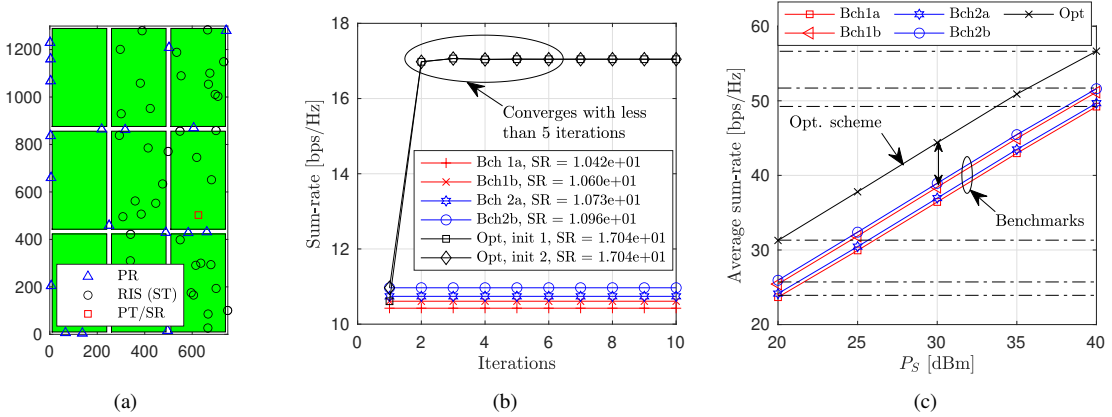 1200
1000
800
600
400
200
0
0 200 400 600
PR
RIS (ST)
PT/SR
(a)
Sum-rate [bps/Hz]
18
16
14
12
10
0 2 4 6 8 10
Iterations
Converges with less
than 5 iterations
Bch 1a, SR = 1.042e+01
Bch1b, SR = 1.060e+01
Bch 2a, SR = 1.073e+01
Bch2b, SR = 1.096e+01
Opt, init 1, SR = 1.704e+01
Opt, init 2, SR = 1.704e+01
(b)
Bch1a Bch2a Opt
Bch1b Bch2b
Average sum-rate [bps/Hz]
60
50
40
30
20
20 25 30 35 40
P_S [dBm]
Opt. scheme
Benchmarks
(c)